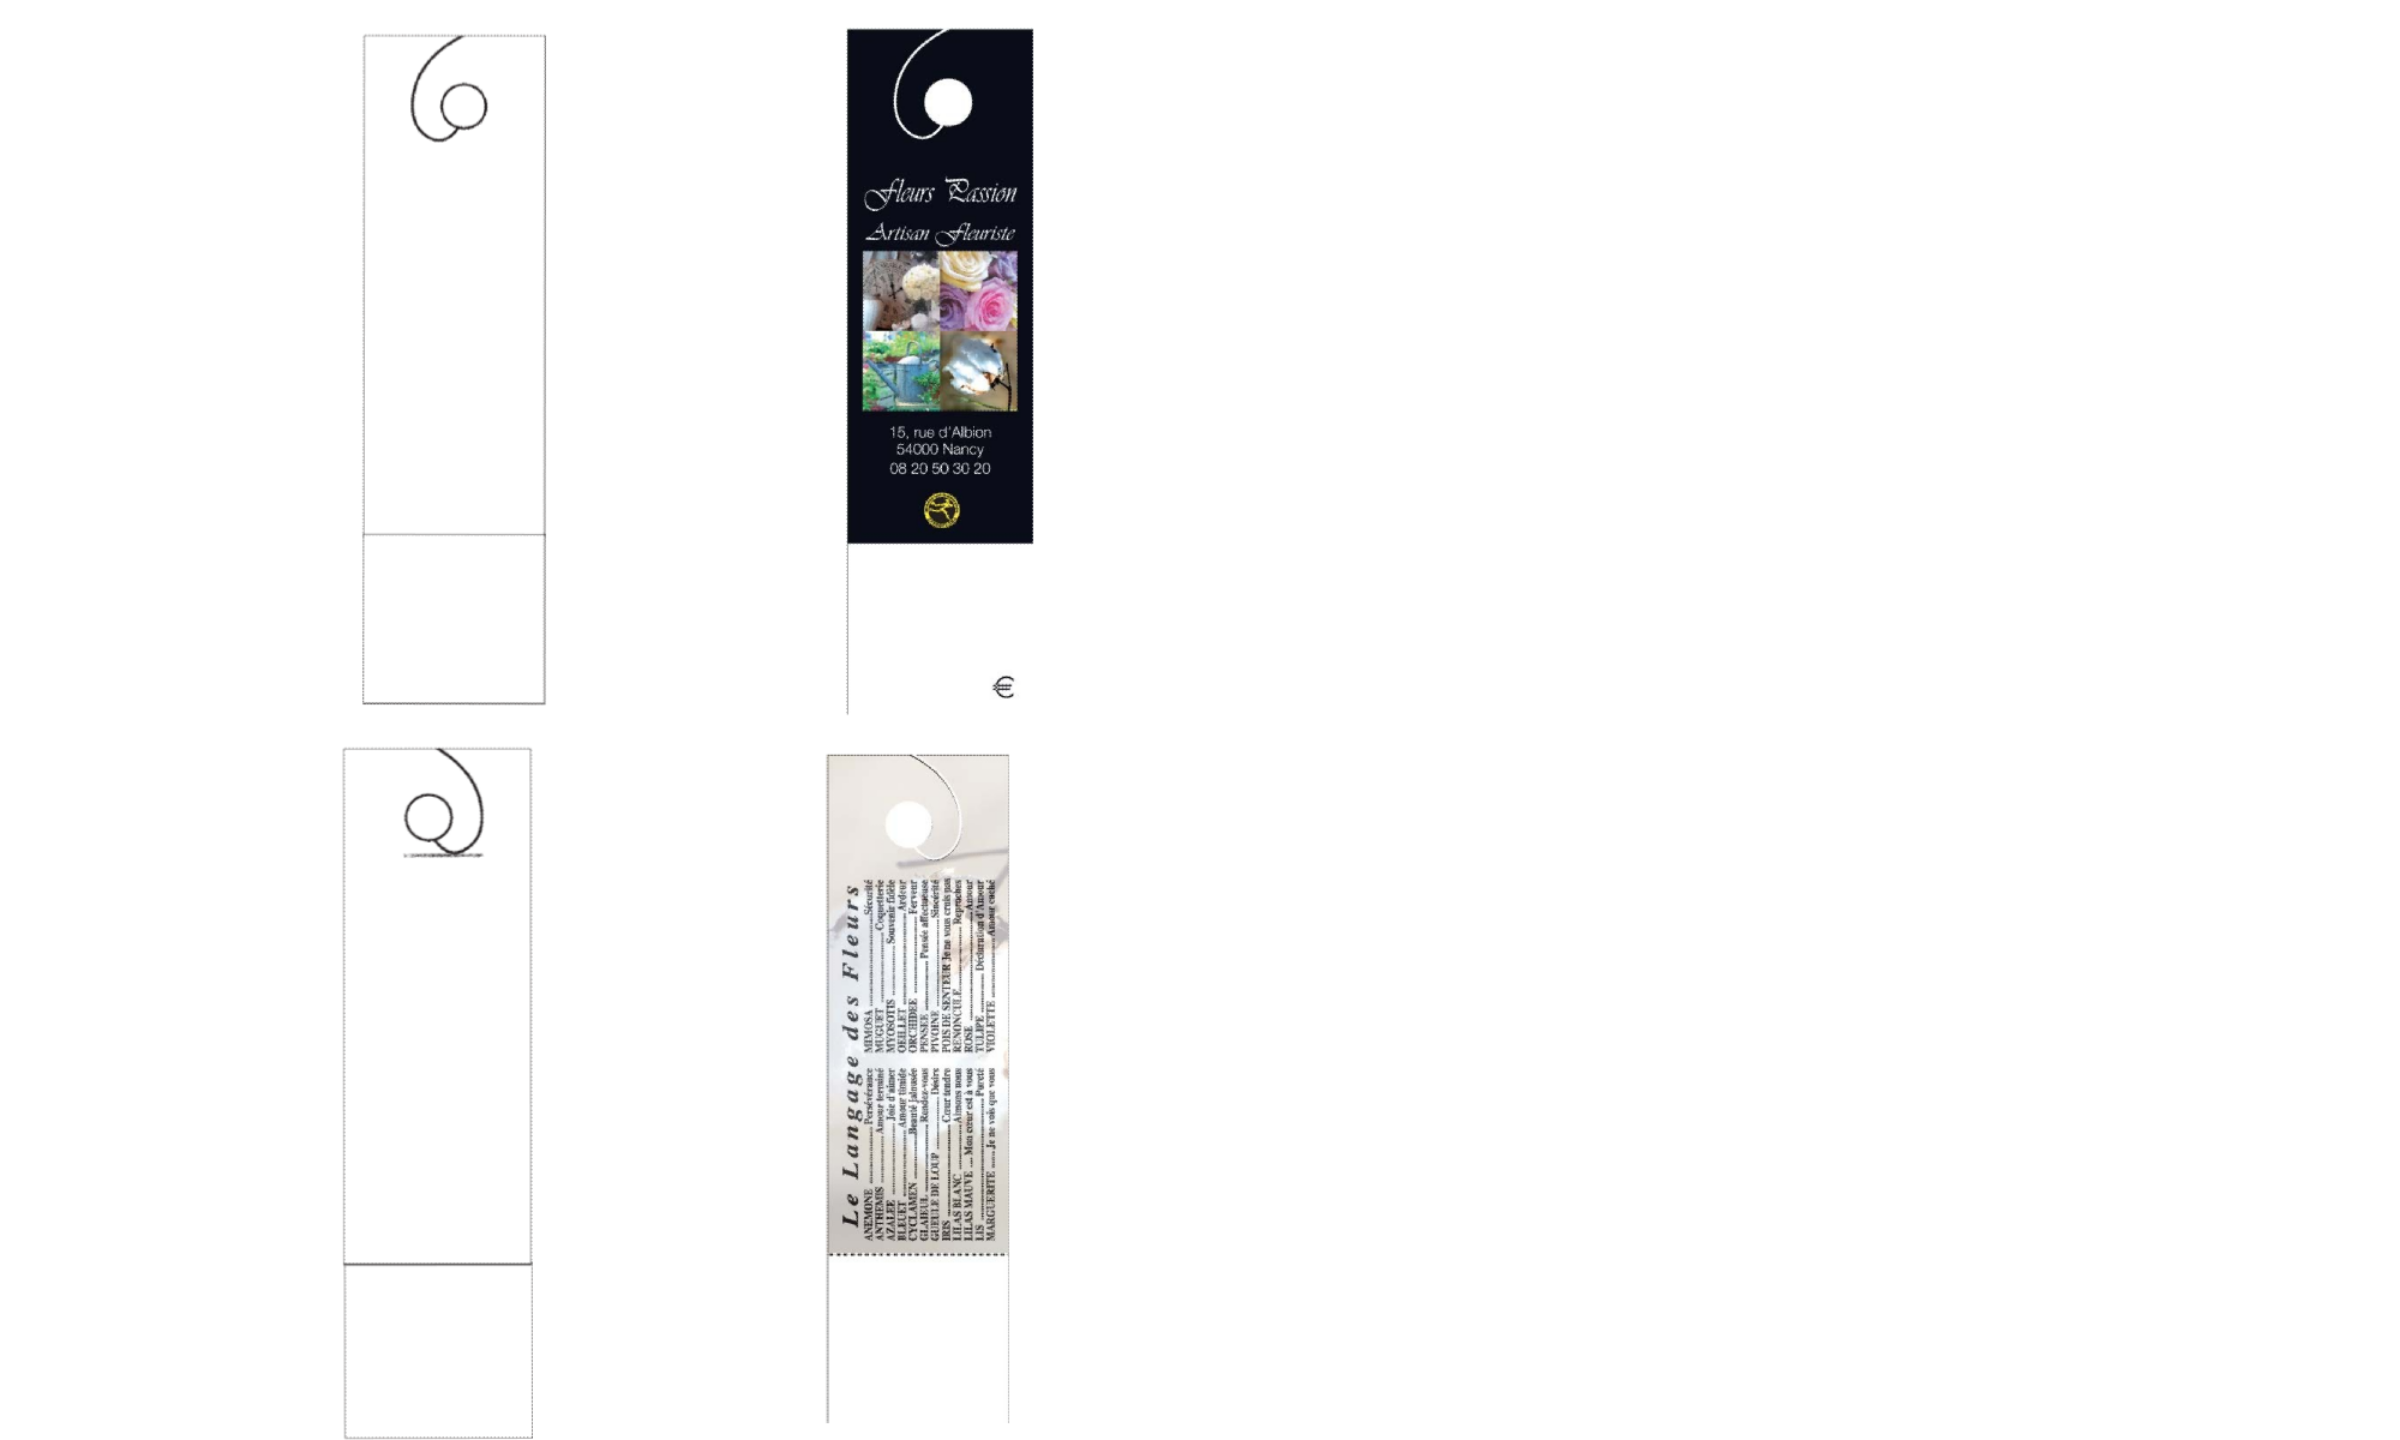 Fleurs Passion
Artisan Fleuriste
15, rue d'Albion
54000 Nancy
08 20 50 30 20
€
Le Langage des Fleurs
ANEMONE ........ Persévérance
ANTHEMIS ........ Amour terminé
AZALEE ........ Joie d'aimer
BLEUET ........ Amour timide
CYCLAMEN ........ Beauté jalousée
GLAIEUL ........ Rendez-vous
GUEULE DE LOUP ........ Désirs
IRIS ........ Cœur tendre
LILAS BLANC ........ Aimons nous
LILAS MAUVE .... Mon cœur est à vous
LIS ........ Pureté
MARGUERITE ..... Je ne vois que vous
MIMOSA ........ Sécurité
MUGUET ........ Coquetterie
MYOSOTIS ........ Souvenir fidèle
OEILLET ........ Ardeur
ORCHIDEE ........ Ferveur
PENSEE ........ Pensée affectueuse
PIVOINE ........ Sincérité
POIS DE SENTEUR Je ne vous crois pas
RENONCULE ........ Reproches
ROSE ........ Amour
TULIPE ........ Déclaration d'Amour
VIOLETTE ........ Amour caché